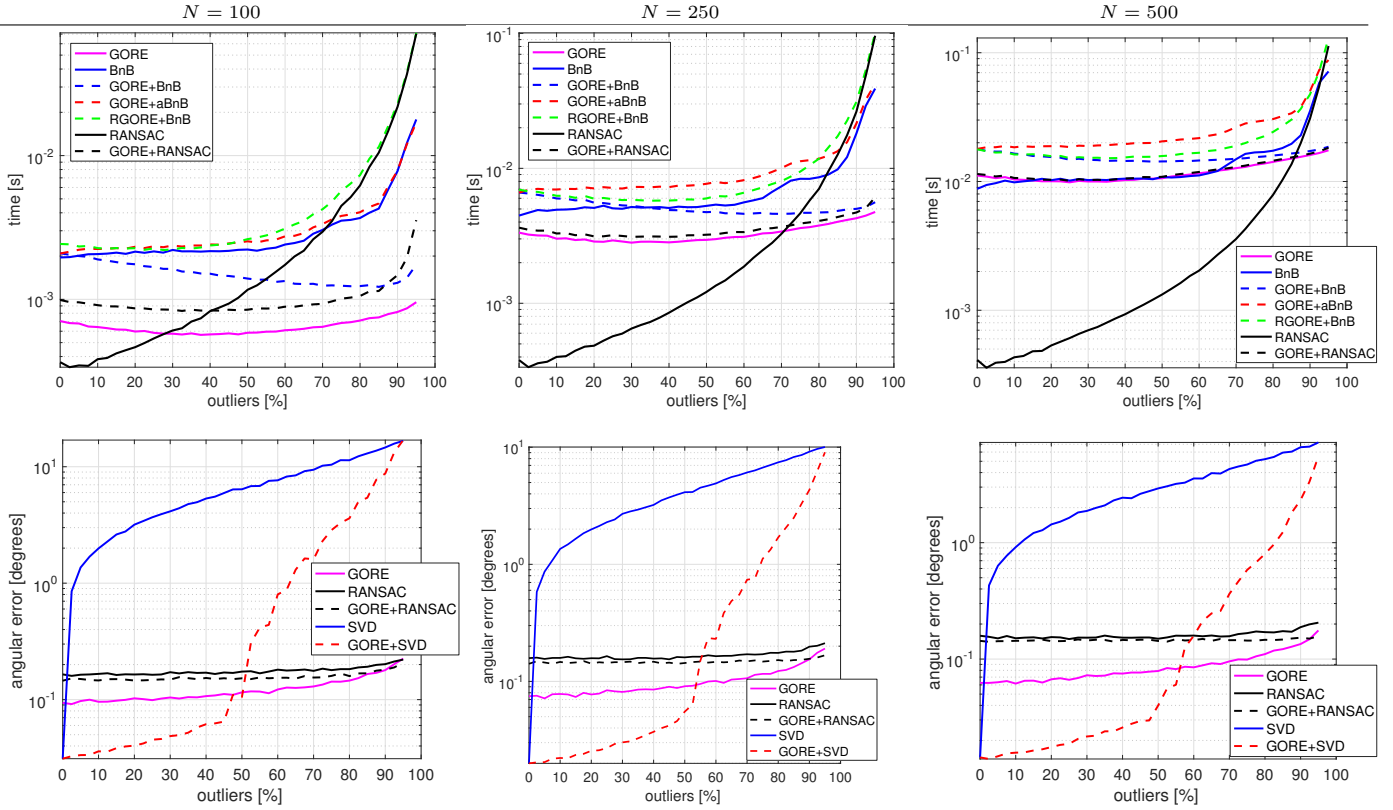 N = 100
N = 250
N = 500
GORE
BnB
GORE+BnB
GORE+aBnB
RGORE+BnB
RANSAC
GORE+RANSAC
10^-2
10^-3
time [s]
0 10 20 30 40 50 60 70 80 90 100
outliers [%]
GORE
BnB
GORE+BnB
GORE+aBnB
RGORE+BnB
RANSAC
GORE+RANSAC
10^-1
10^-2
10^-3
time [s]
0 10 20 30 40 50 60 70 80 90 100
outliers [%]
GORE
BnB
GORE+BnB
GORE+aBnB
RGORE+BnB
RANSAC
GORE+RANSAC
10^-1
10^-2
10^-3
time [s]
0 10 20 30 40 50 60 70 80 90 100
outliers [%]
GORE
RANSAC
GORE+RANSAC
SVD
GORE+SVD
10^1
10^0
10^-1
angular error [degrees]
0 10 20 30 40 50 60 70 80 90 100
outliers [%]
GORE
RANSAC
GORE+RANSAC
SVD
GORE+SVD
10^1
10^0
10^-1
angular error [degrees]
0 10 20 30 40 50 60 70 80 90 100
outliers [%]
GORE
RANSAC
GORE+RANSAC
SVD
GORE+SVD
10^0
10^-1
angular error [degrees]
0 10 20 30 40 50 60 70 80 90 100
outliers [%]